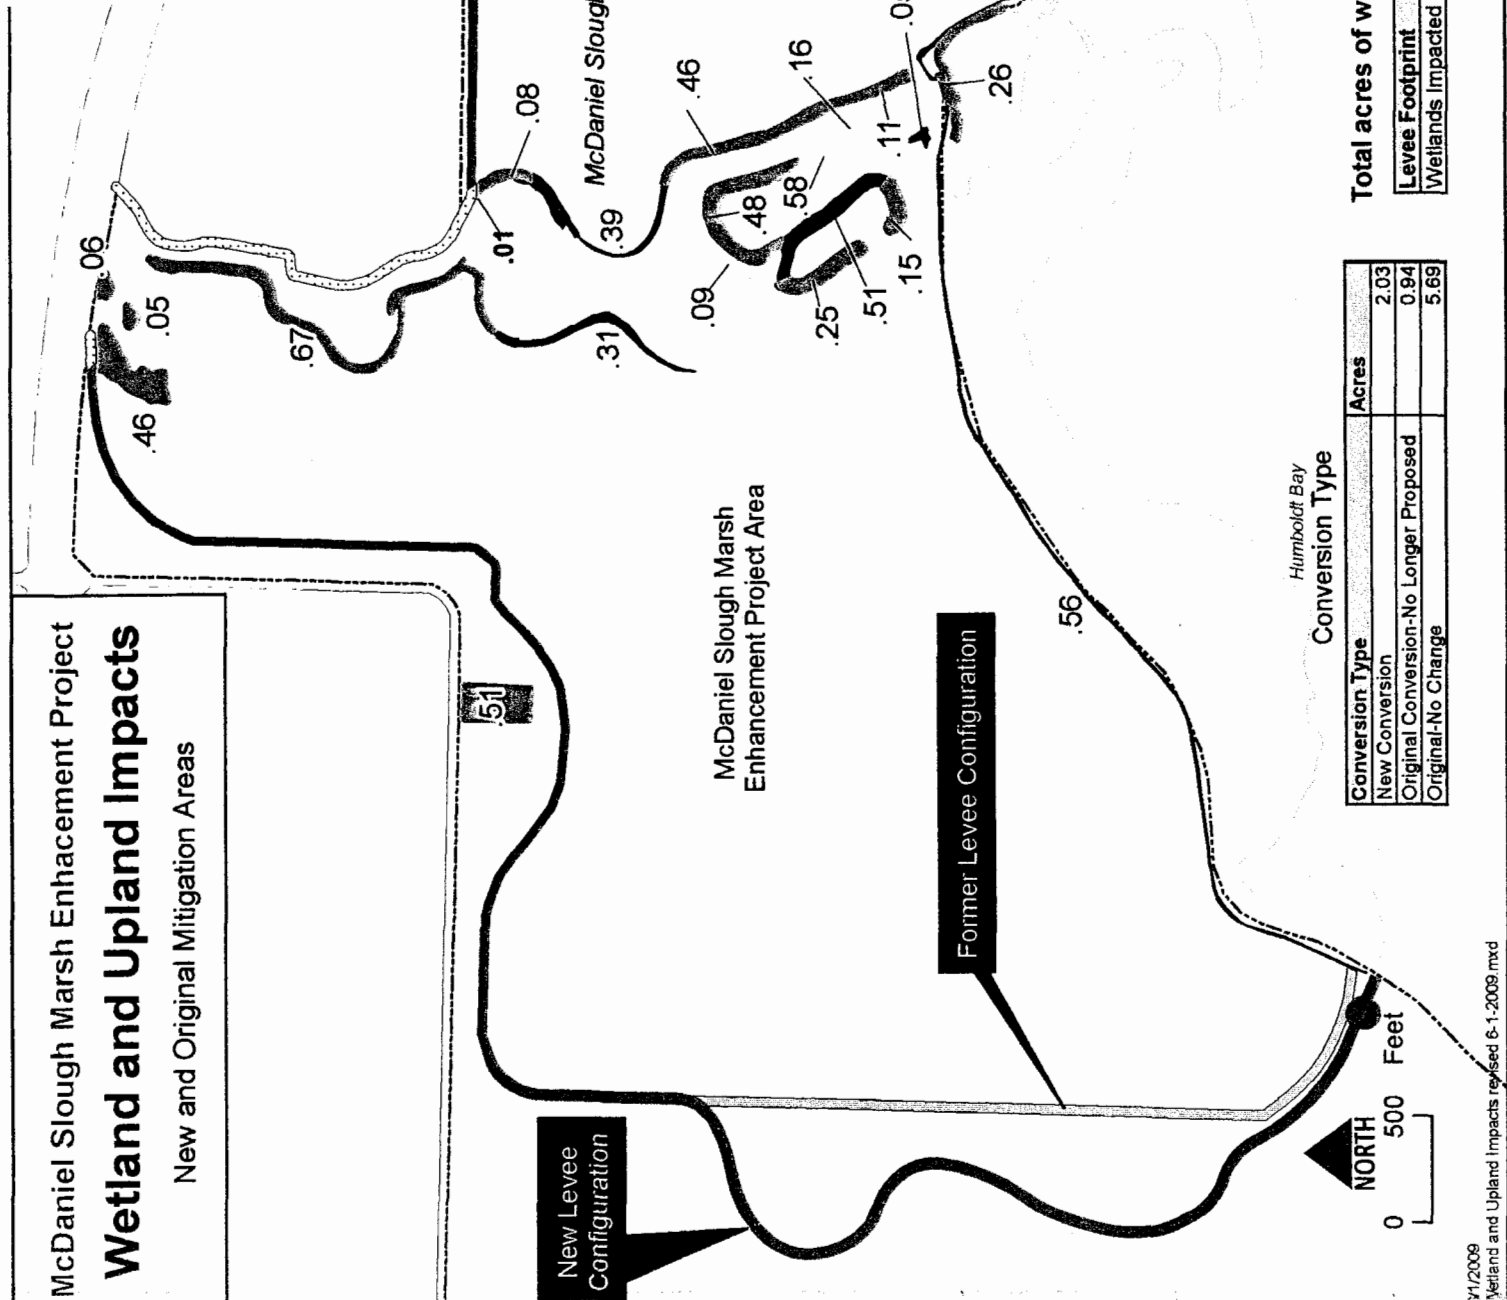 McDaniel Slough Marsh Enhacement Project
Wetland and Upland Impacts
New and Original Mitigation Areas
.06
.05
.46
.67
.01
.08
.31
.39
.46
.16
.11
.26
.09
.48
.58
.25
.51
.15
.51
.56
McDaniel
McDaniel Slough Marsh
Enhancement Project Area
New Levee
Configuration
Former Levee Configuration
Humboldt Bay
Conversion Type
Conversion Type Acres
New Conversion 2.03
Original Conversion-No Longer Proposed 0.94
Original-No Change 5.69
Total acres of
Levee Footprint
Wetlands Impacted
NORTH
0 500 Feet
/1/2009
Wetland and Upland Impacts revised 6-1-2009.mxd